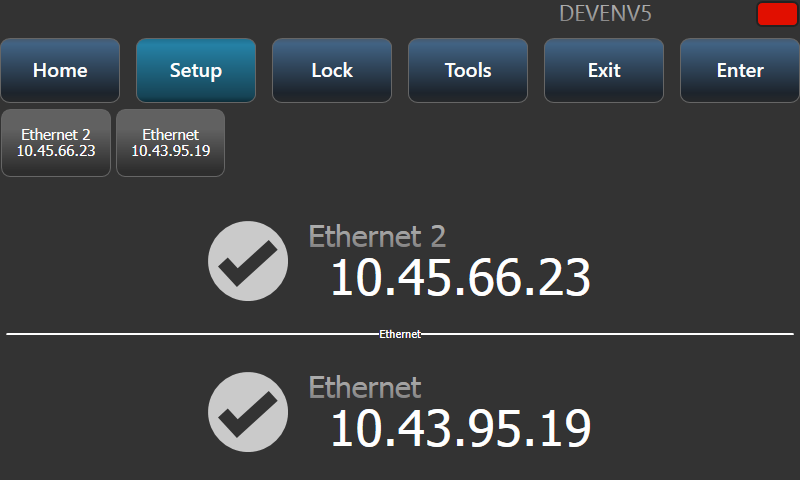 DEVENV5
Home
Setup
Lock
Tools
Exit
Enter
Ethernet 2
10.45.66.23
Ethernet
10.43.95.19
Ethernet 2
10.45.66.23
Ethernet
Ethernet
10.43.95.19